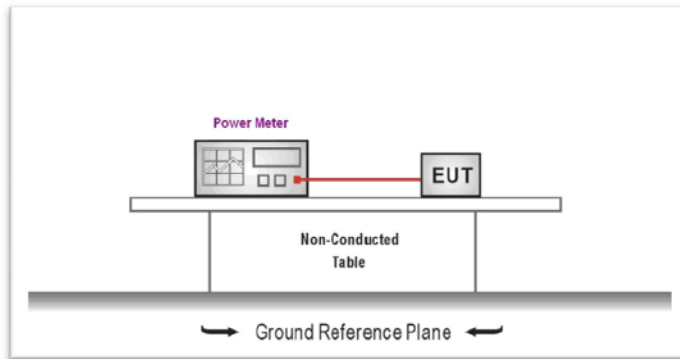 Power Meter
EUT
Non-Conducted
Table
Ground Reference Plane